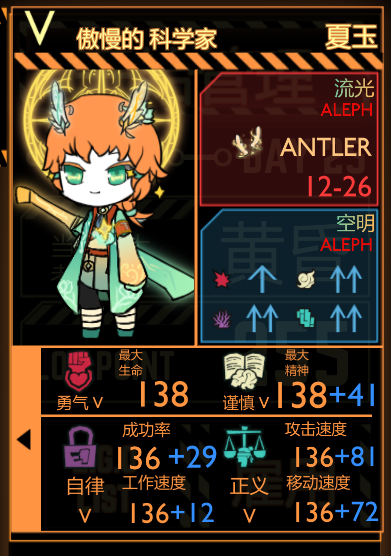 V 傲慢的 科学家 夏玉
流光
ALEPH
ANTLER
12-26
空明
ALEPH
勇气 V
最大
生命
138
谨慎 V
最大
精神
138+41
自律
V
成功率
136+29
工作速度
136+12
正义
V
攻击速度
136+81
移动速度
136+72